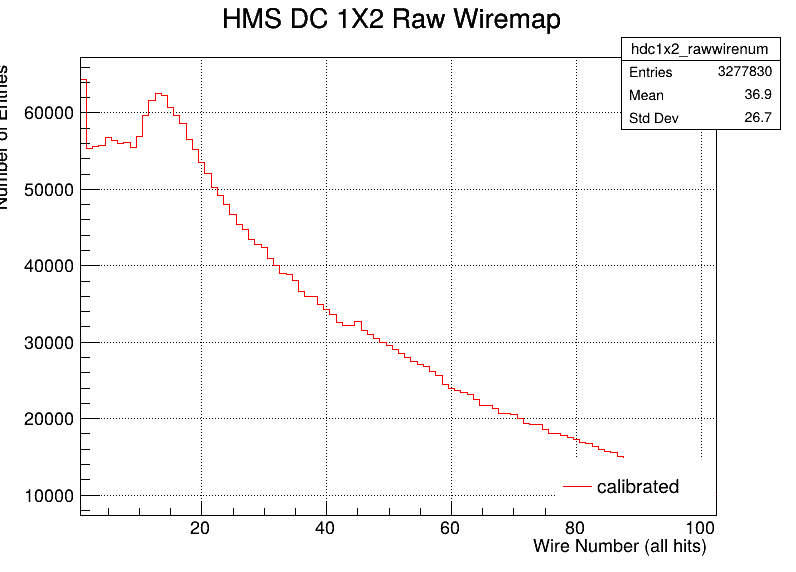 HMS DC 1X2 Raw Wiremap
hdc1x2_rawwirenum
Entries 3277830
Mean 36.9
Std Dev 26.7
Number of Entries
60000
50000
40000
30000
20000
10000
calibrated
20 40 60 80 100
Wire Number (all hits)